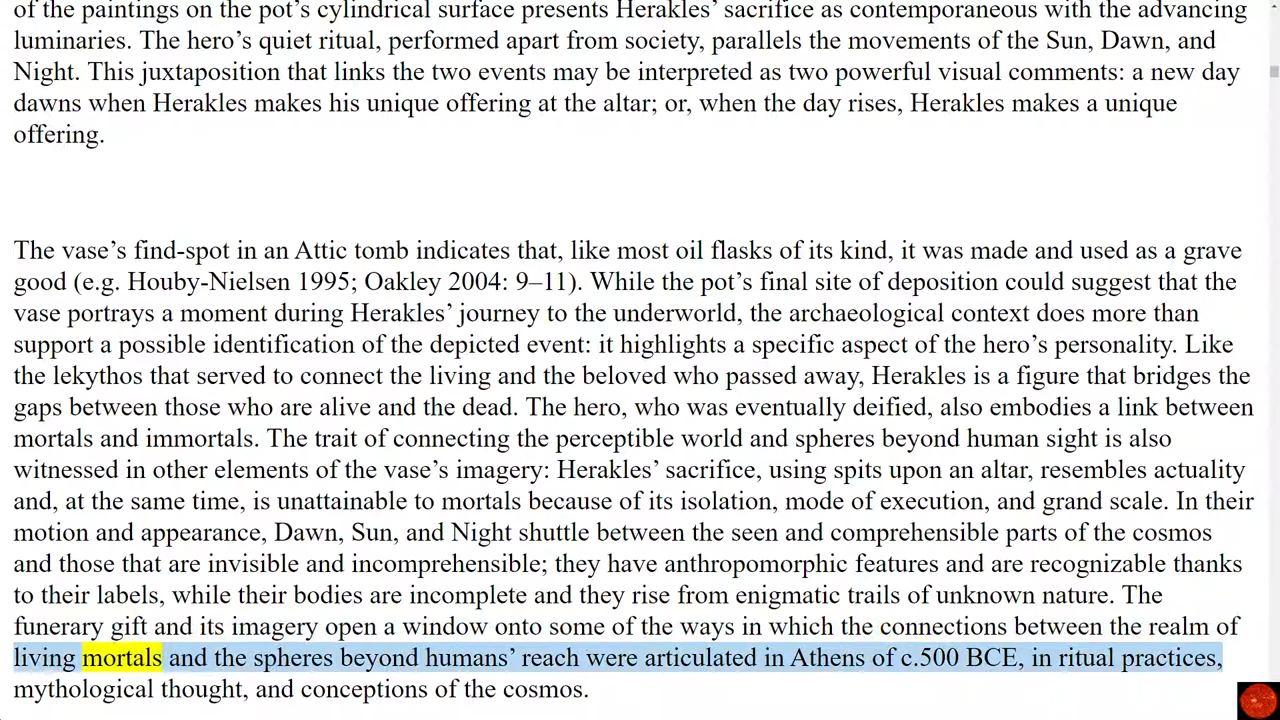 of the paintings on the pot’s cylindrical surface presents Herakles’ sacrifice as contemporaneous with the advancing
luminaries. The hero’s quiet ritual, performed apart from society, parallels the movements of the Sun, Dawn, and
Night. This juxtaposition that links the two events may be interpreted as two powerful visual comments: a new day
dawns when Herakles makes his unique offering at the altar; or, when the day rises, Herakles makes a unique
offering.
The vase’s find-spot in an Attic tomb indicates that, like most oil flasks of its kind, it was made and used as a grave
good (e.g. Houby-Nielsen 1995; Oakley 2004: 9–11). While the pot’s final site of deposition could suggest that the
vase portrays a moment during Herakles’ journey to the underworld, the archaeological context does more than
support a possible identification of the depicted event: it highlights a specific aspect of the hero’s personality. Like
the lekythos that served to connect the living and the beloved who passed away, Herakles is a figure that bridges the
gaps between those who are alive and the dead. The hero, who was eventually deified, also embodies a link between
mortals and immortals. The trait of connecting the perceptible world and spheres beyond human sight is also
witnessed in other elements of the vase’s imagery: Herakles’ sacrifice, using spits upon an altar, resembles actuality
and, at the same time, is unattainable to mortals because of its isolation, mode of execution, and grand scale. In their
motion and appearance, Dawn, Sun, and Night shuttle between the seen and comprehensible parts of the cosmos
and those that are invisible and incomprehensible; they have anthropomorphic features and are recognizable thanks
to their labels, while their bodies are incomplete and they rise from enigmatic trails of unknown nature. The
funerary gift and its imagery open a window onto some of the ways in which the connections between the realm of
living mortals and the spheres beyond humans’ reach were articulated in Athens of c.500 BCE, in ritual practices,
mythological thought, and conceptions of the cosmos.